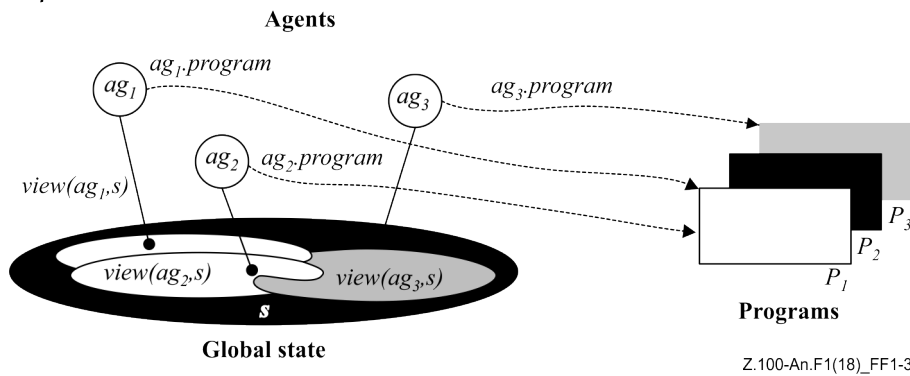 Agents
ag1.program
ag1
ag3.program
ag3
ag2
ag2.program
view(ag1,s)
P3
view(ag2,s)
view(ag3,s)
P2
P1
s
Programs
Global state
Z.100-An.F1(18)_FF1-3